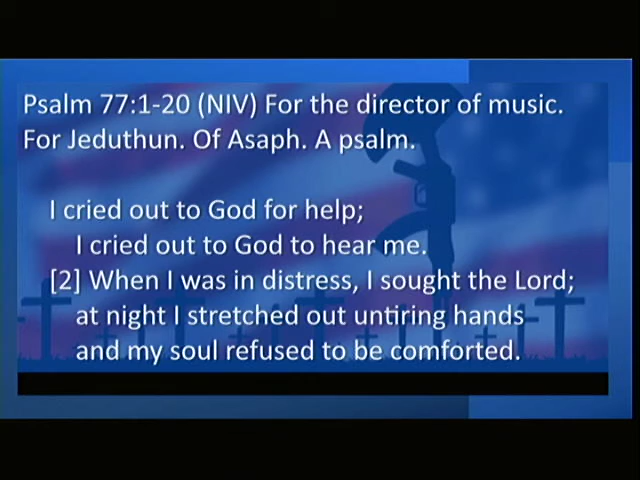 Psalm 77:1-20 (NIV) For the director of music.
For Jeduthun. Of Asaph. A psalm.
I cried out to God for help;
I cried out to God to hear me.
[2] When I was in distress, I sought the Lord;
at night I stretched out untiring hands
and my soul refused to be comforted.